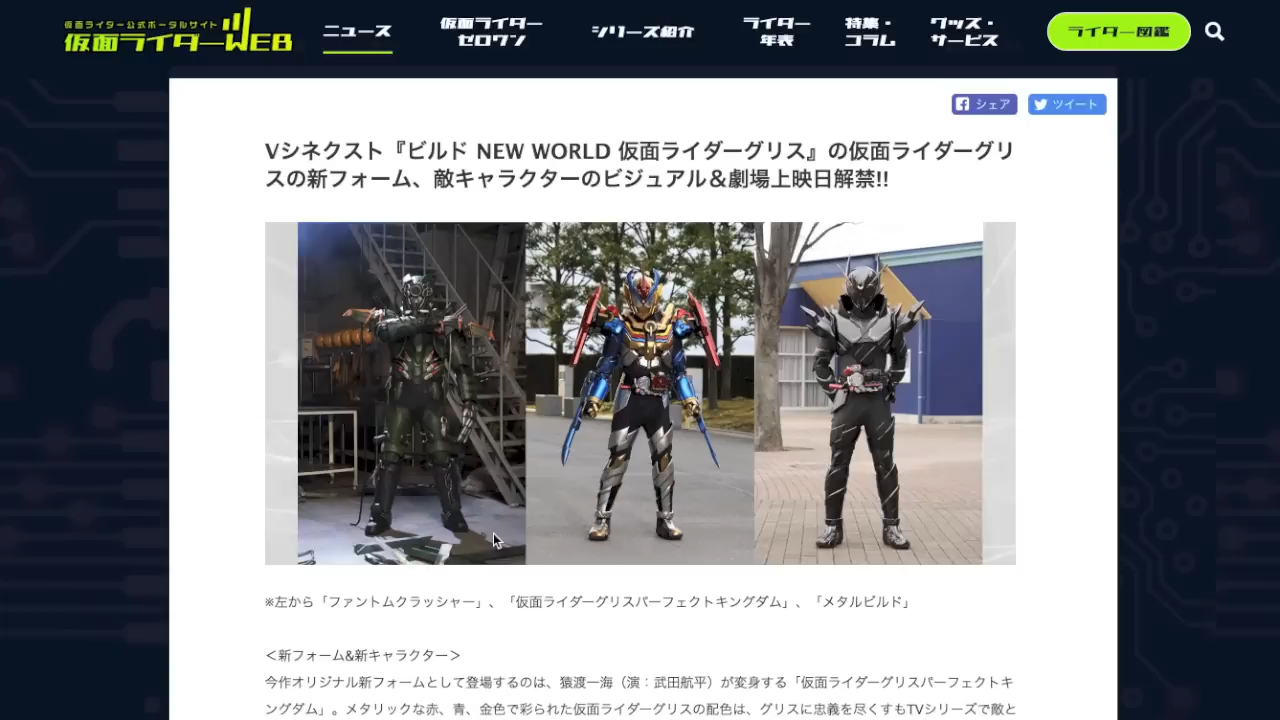 仮面ライダー公式ポータルサイト
仮面ライダーWEB
ニュース
仮面ライダー
ゼロワン
シリーズ紹介
ライダー
年表
特集・
コラム
グッズ・
サービス
ライダー図鑑
シェア
ツイート
Vシネクスト『ビルド NEW WORLD 仮面ライダーグリス』の仮面ライダーグリ
スの新フォーム、敵キャラクターのビジュアル＆劇場上映日解禁!!
※左から「ファントムクラッシャー」、「仮面ライダーグリスパーフェクトキングダム」、「メタルビルド」
＜新フォーム&新キャラクター＞
今作オリジナル新フォームとして登場するのは、猿渡一海（演：武田航平）が変身する「仮面ライダーグリスパーフェクトキ
ングダム」。メタリックな赤、青、金色で彩られた仮面ライダーグリスの配色は、グリスに忠義を尽くすもTVシリーズで敵と